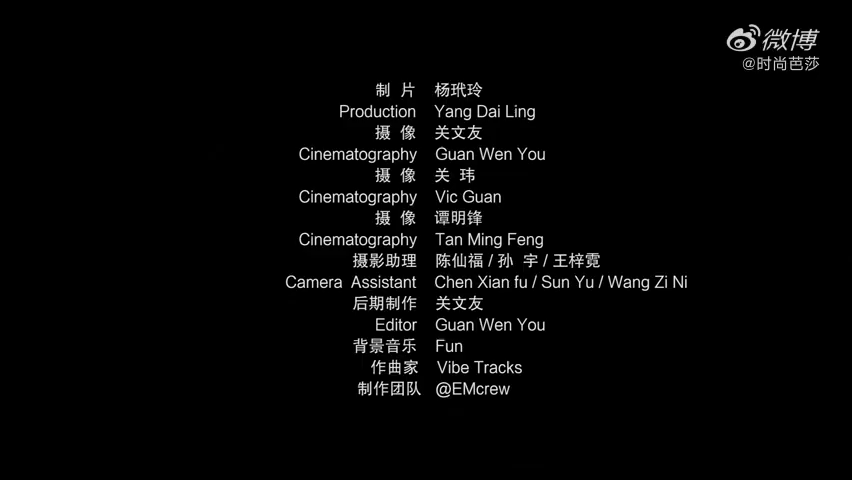 微博
@时尚芭莎
制 片 杨玳玲
Production Yang Dai Ling
摄 像 关文友
Cinematography Guan Wen You
摄 像 关 玮
Cinematography Vic Guan
摄 像 谭明锋
Cinematography Tan Ming Feng
摄影助理 陈仙福 / 孙 宇 / 王梓霓
Camera Assistant Chen Xian fu / Sun Yu / Wang Zi Ni
后期制作 关文友
Editor Guan Wen You
背景音乐 Fun
作曲家 Vibe Tracks
制作团队 @EMcrew